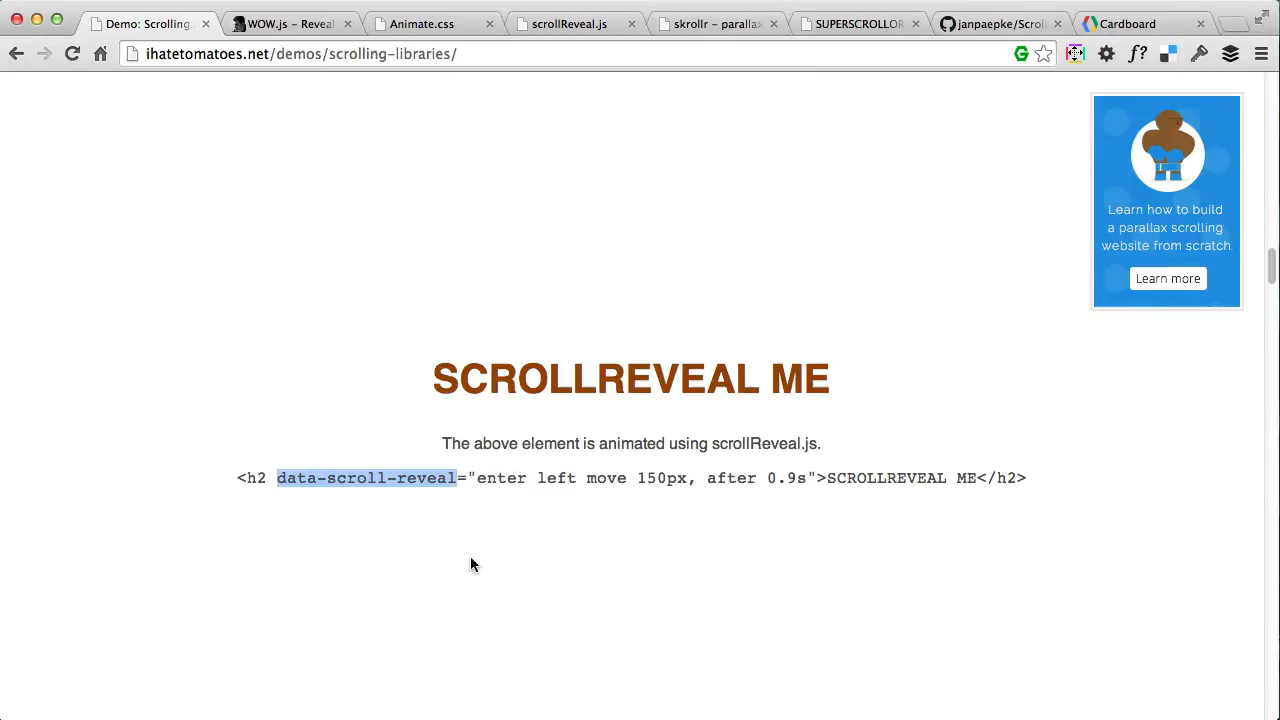 Demo: Scrolling
WOW.js – Reveal
Animate.css
scrollReveal.js
skrollr – parallax
SUPERSCROLLOR
janpaepke/Scroll
Cardboard
ihatetomatoes.net/demos/scrolling-libraries/
f?
Learn how to build
a parallax scrolling
website from scratch
Learn more
SCROLLREVEAL ME
The above element is animated using scrollReveal.js.
<h2 data-scroll-reveal="enter left move 150px, after 0.9s">SCROLLREVEAL ME</h2>